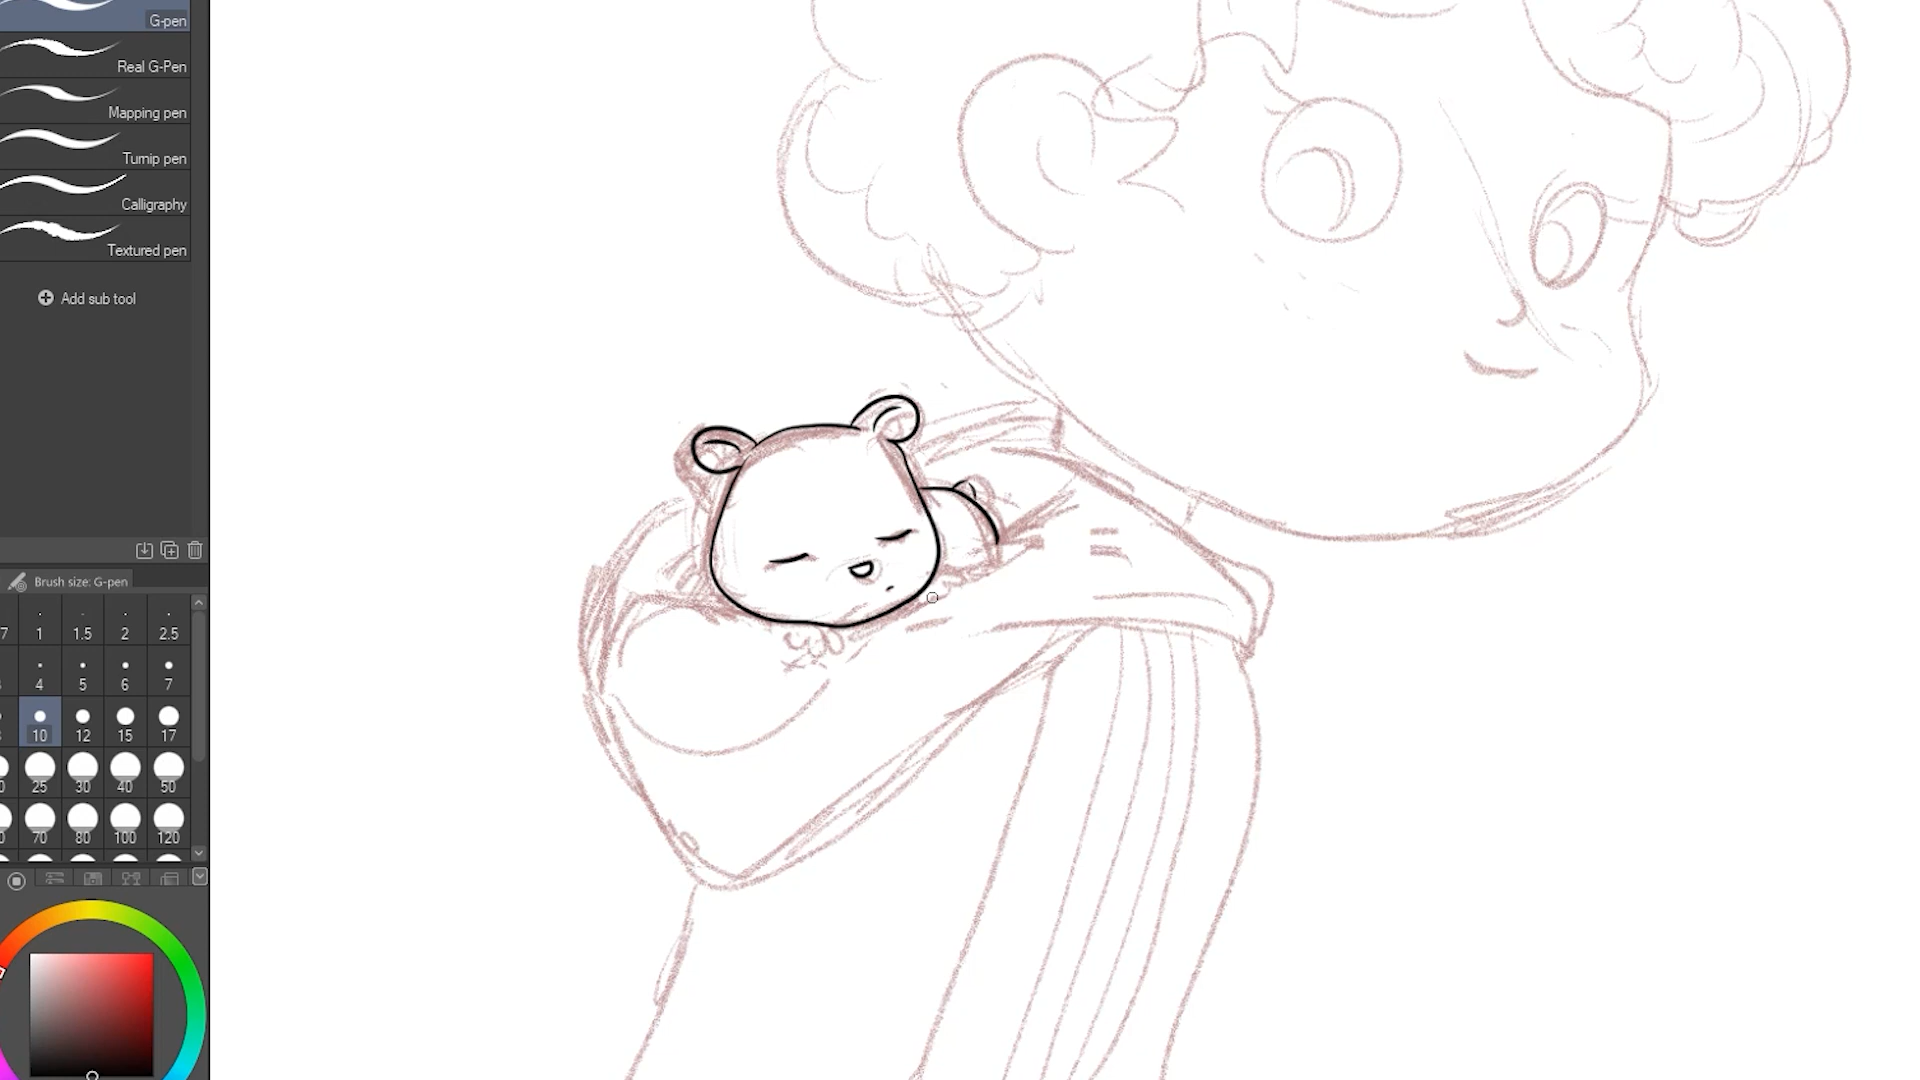 G-pen
Real G-Pen
Mapping pen
Turnip pen
Calligraphy
Textured pen
Add sub tool
Brush size: G-pen
7 1 1.5 2 2.5
4 5 6 7
10 12 15 17
0 25 30 40 50
0 70 80 100 120